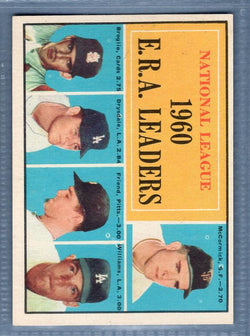 NATIONAL LEAGUE
1960
E.R.A. LEADERS
McCormick, S.F.-2.70
Broglio, Cards 2.75
Drysdale, L.A. 2.84
Friend, Pitts.-3.00
Williams, L.A. 3.00